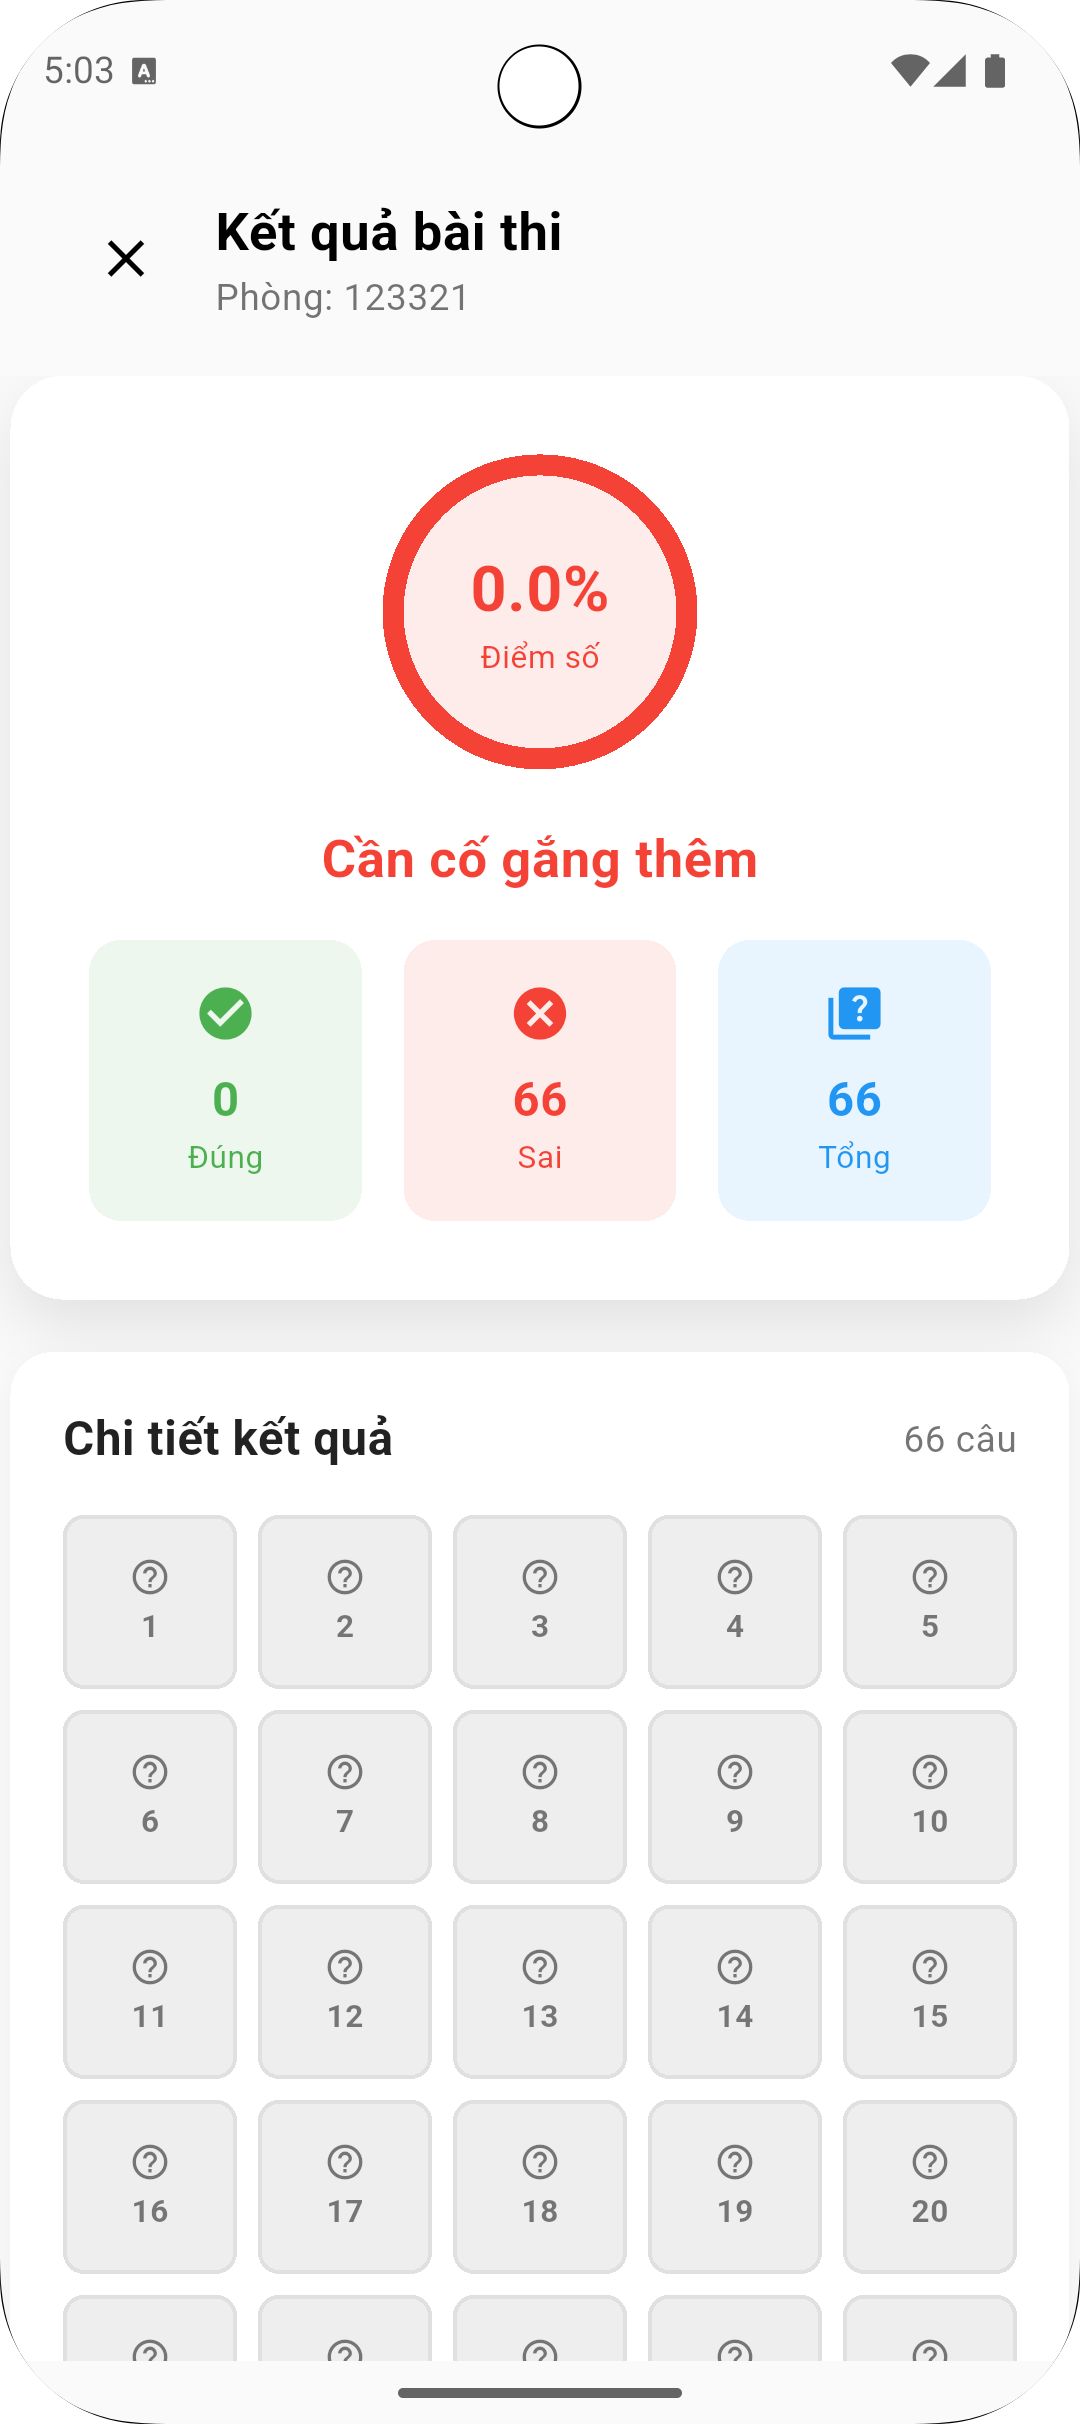 5:03
Kết quả bài thi
Phòng: 123321
0.0%
Điểm số
Cần cố gắng thêm
0 66 66
Đúng Sai Tổng
Chi tiết kết quả 66 câu
1 2 3 4 5
6 7 8 9 10
11 12 13 14 15
16 17 18 19 20